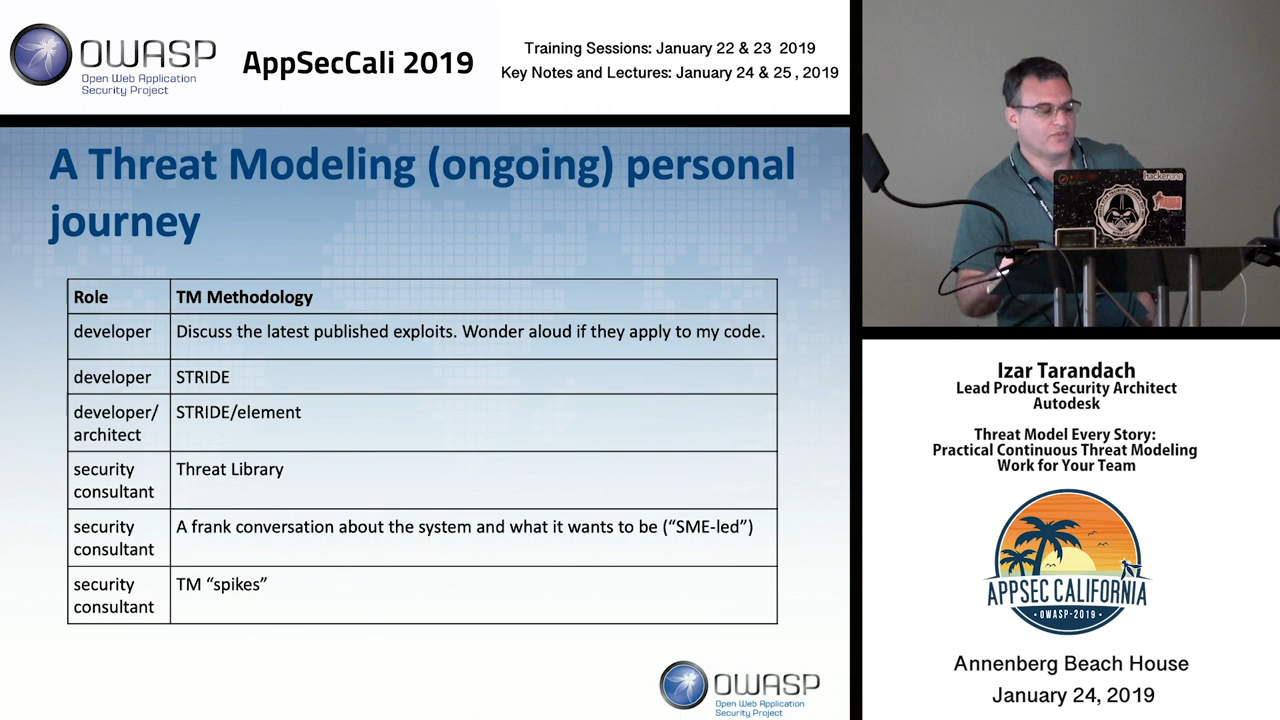 OWASP
Open Web Application
Security Project
AppSecCali 2019
Training Sessions: January 22 & 23 2019
Key Notes and Lectures: January 24 & 25 , 2019
A Threat Modeling (ongoing) personal
journey
Role TM Methodology
developer Discuss the latest published exploits. Wonder aloud if they apply to my code.
developer STRIDE
developer/ STRIDE/element
architect
security Threat Library
consultant
security A frank conversation about the system and what it wants to be (“SME-led”)
consultant
security TM “spikes”
consultant
OWASP
Open Web Application
Security Project
hackerone
Izar Tarandach
Lead Product Security Architect
Autodesk
Threat Model Every Story:
Practical Continuous Threat Modeling
Work for Your Team
APPSEC CALIFORNIA
· OWASP-2019 ·
Annenberg Beach House
January 24, 2019